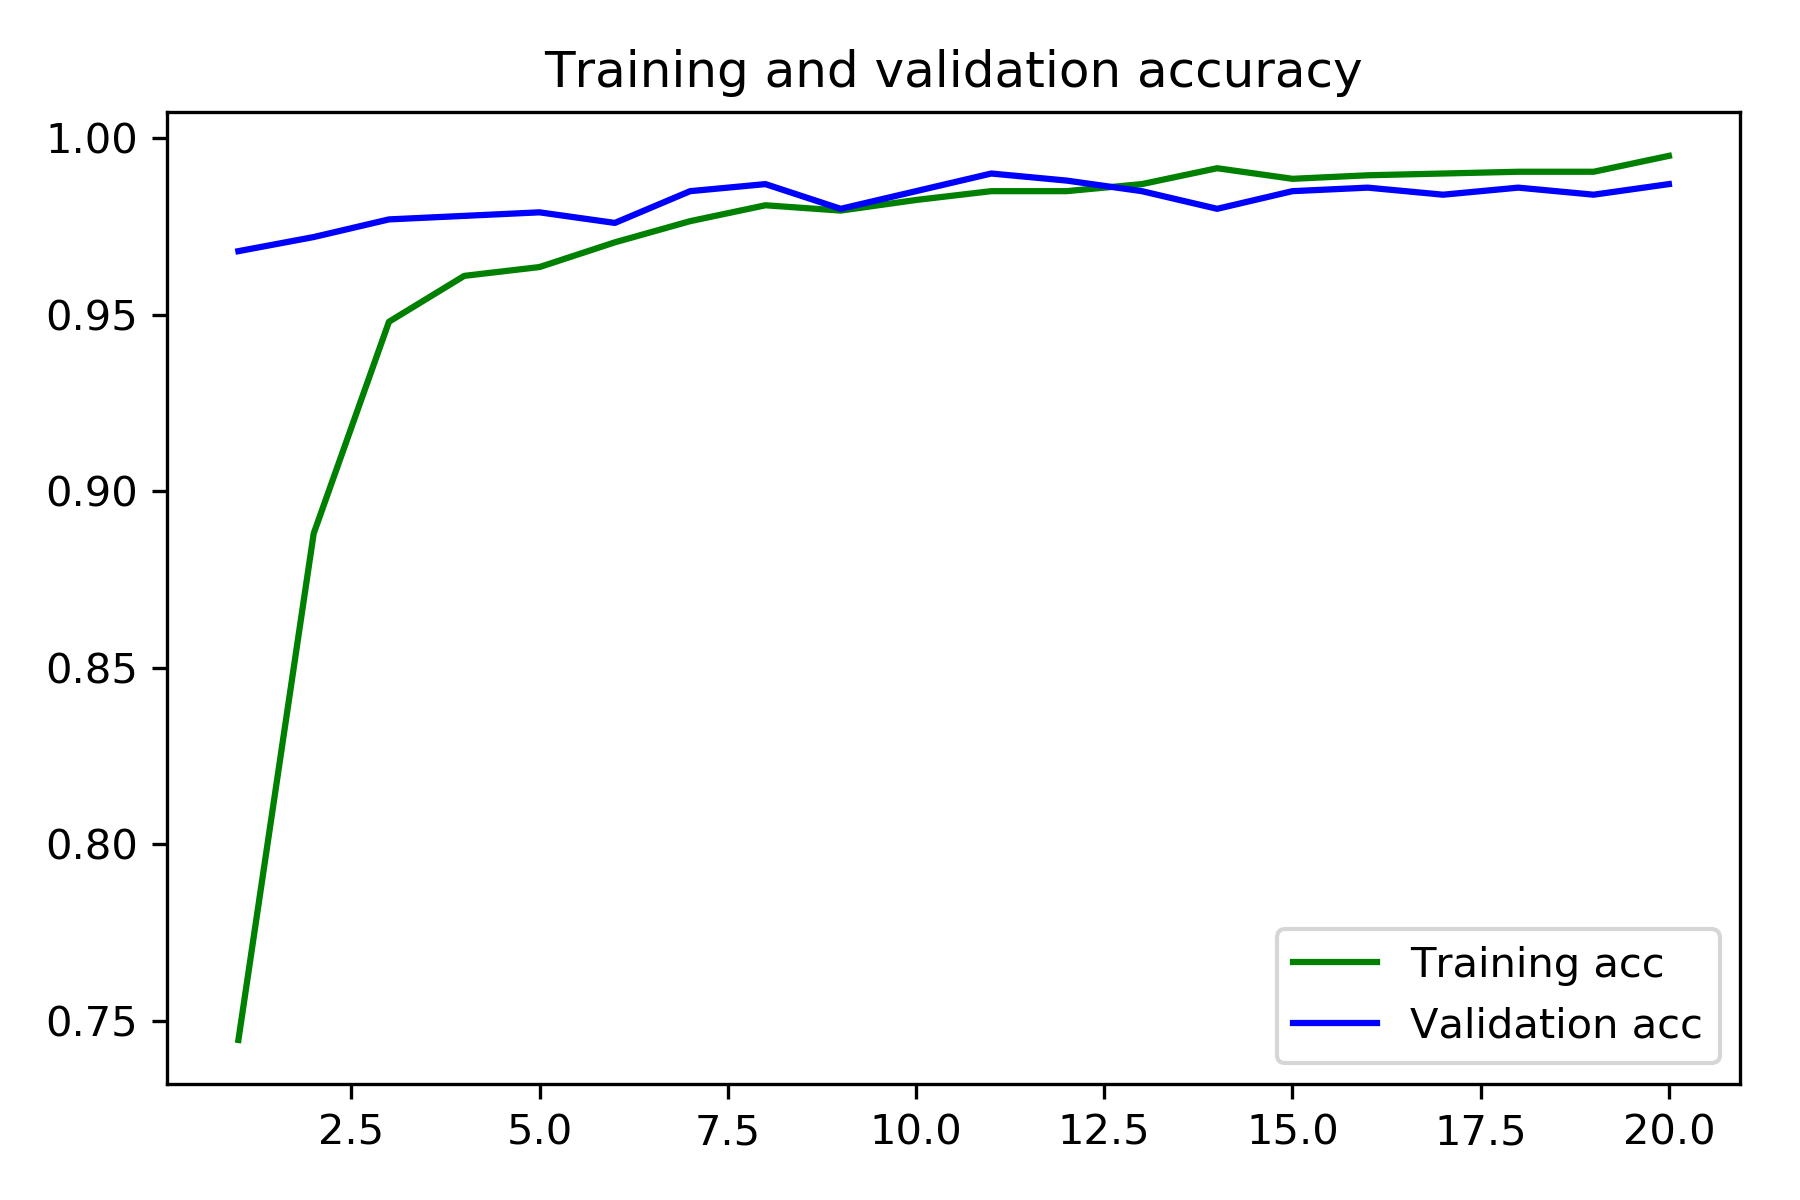 Training and validation accuracy
1.00
0.95
0.90
0.85
0.80
0.75
Training acc
Validation acc
2.5 5.0 7.5 10.0 12.5 15.0 17.5 20.0